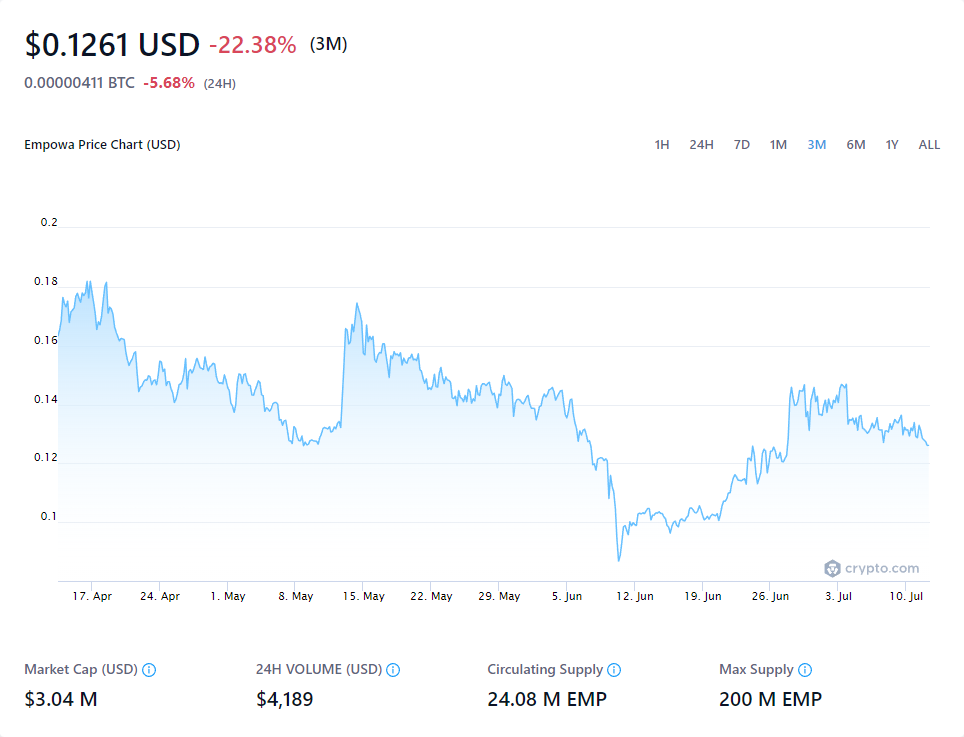 $0.1261 USD -22.38% (3M)
0.00000411 BTC -5.68% (24H)
Empowa Price Chart (USD)
1H 24H 7D 1M 3M 6M 1Y ALL
0.2
0.18
0.16
0.14
0.12
0.1
crypto.com
17. Apr 24. Apr 1. May 8. May 15. May 22. May 29. May 5. Jun 12. Jun 19. Jun 26. Jun 3. Jul 10. Jul
Market Cap (USD) 24H VOLUME (USD) Circulating Supply Max Supply
$3.04 M $4,189 24.08 M EMP 200 M EMP